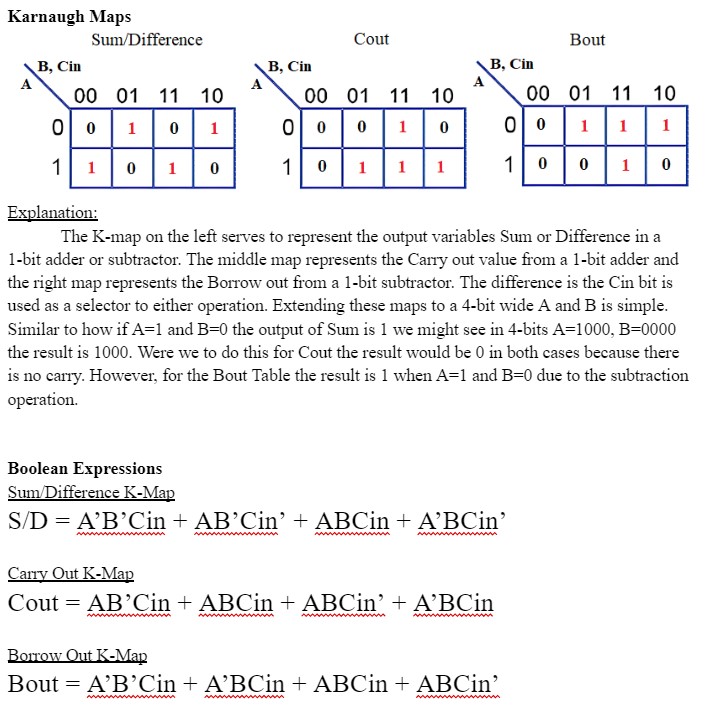 Karnaugh Maps
Sum/Difference Cout Bout
B, Cin B, Cin B, Cin
A A A
00 01 11 10 00 01 11 10 00 01 11 10
0 0 1 0 1 0 0 0 1 0 0 0 1 1 1
1 1 0 1 0 1 0 1 1 1 1 0 0 1 0
Explanation:
The K-map on the left serves to represent the output variables Sum or Difference in a
1-bit adder or subtractor. The middle map represents the Carry out value from a 1-bit adder and
the right map represents the Borrow out from a 1-bit subtractor. The difference is the Cin bit is
used as a selector to either operation. Extending these maps to a 4-bit wide A and B is simple.
Similar to how if A=1 and B=0 the output of Sum is 1 we might see in 4-bits A=1000, B=0000
the result is 1000. Were we to do this for Cout the result would be 0 in both cases because there
is no carry. However, for the Bout Table the result is 1 when A=1 and B=0 due to the subtraction
operation.
Boolean Expressions
Sum/Difference K-Map
S/D = A’B’Cin + AB’Cin’ + ABCin + A’BCin’
Carry Out K-Map
Cout = AB’Cin + ABCin + ABCin’ + A’BCin
Borrow Out K-Map
Bout = A’B’Cin + A’BCin + ABCin + ABCin’